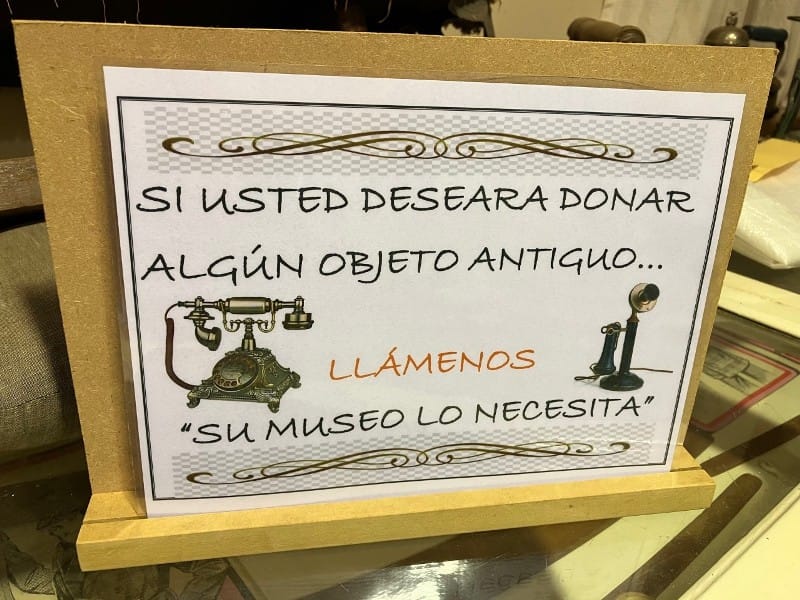 SI USTED DESEARA DONAR
ALGÚN OBJETO ANTIGUO...
LLÁMENOS
"SU MUSEO LO NECESITA"